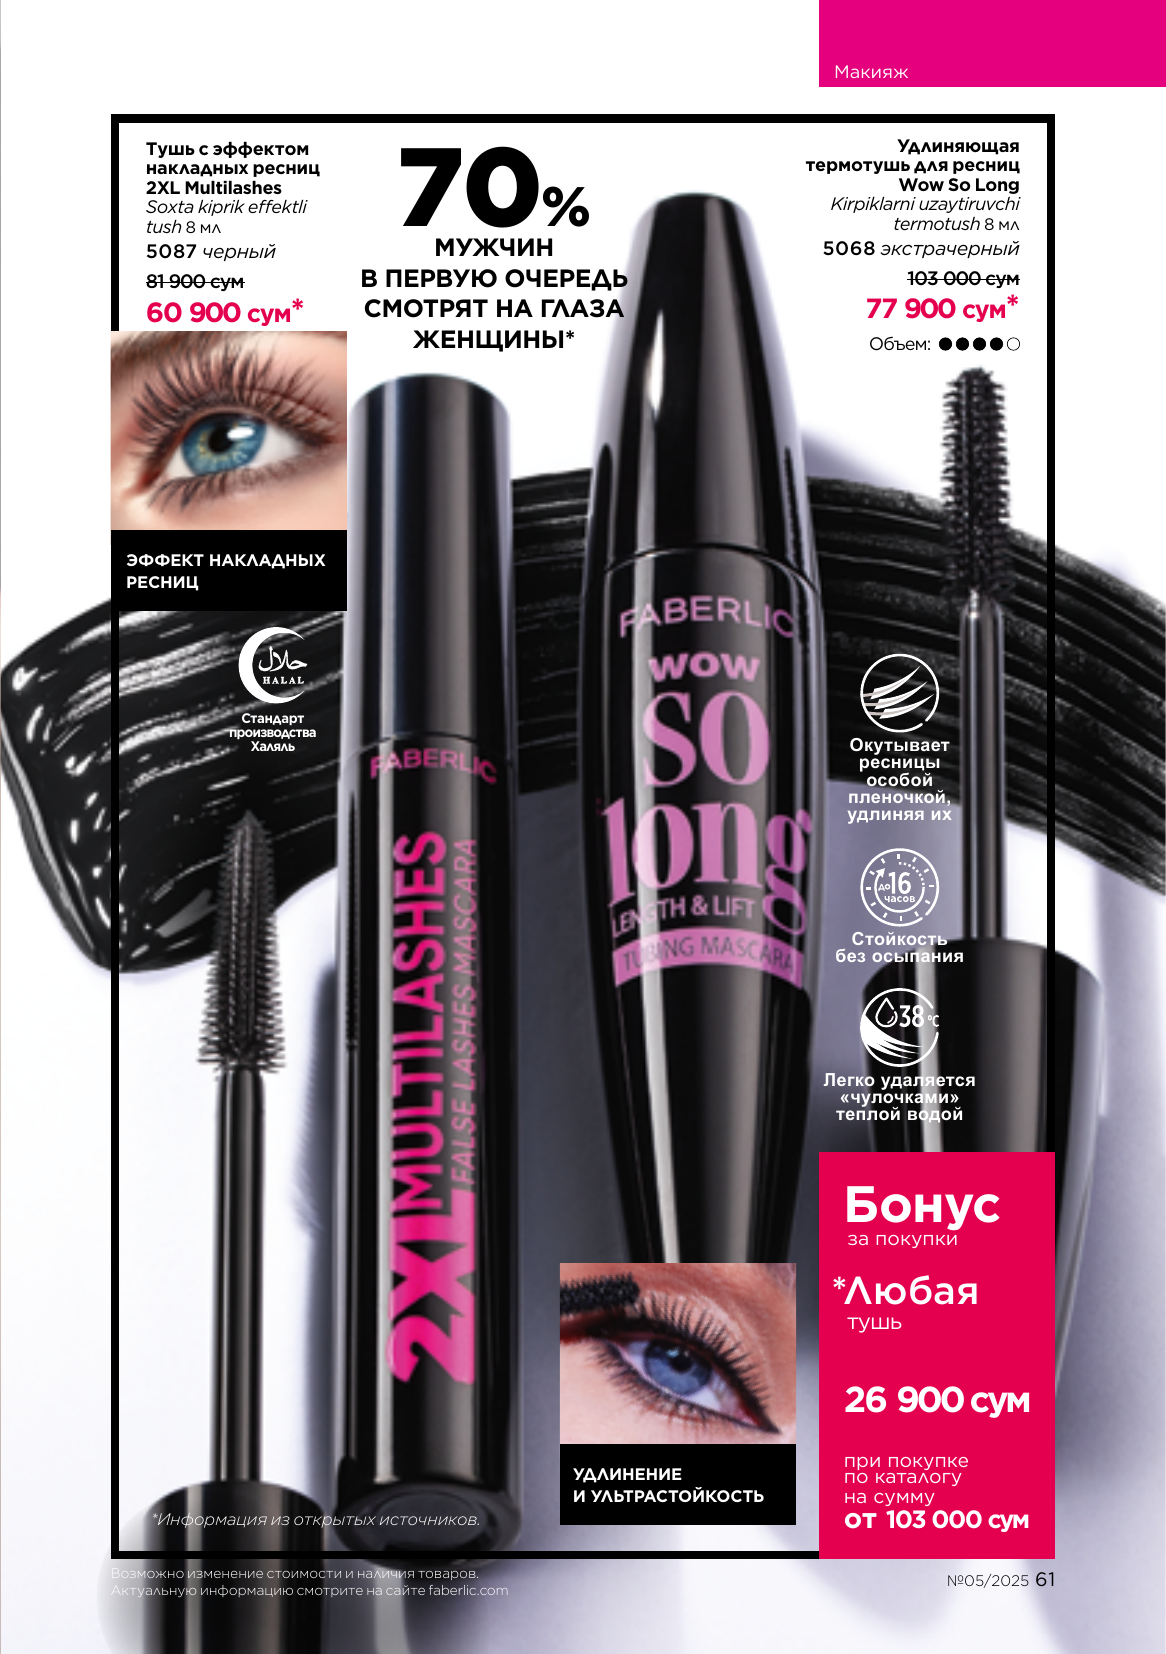 Макияж
Тушь с эффектом
накладных ресниц
2XL Multilashes
Soxta kiprik effektli
tush 8 мл
5087 черный
81 900 сум
60 900 сум*
70%
МУЖЧИН
В ПЕРВУЮ ОЧЕРЕДЬ
СМОТРЯТ НА ГЛАЗА
ЖЕНЩИНЫ*
Удлиняющая
термотушь для ресниц
Wow So Long
Kirpiklarni uzaytiruvchi
termotush 8 мл
5068 экстрачерный
103 000 сум
77 900 сум*
Объем:
ЭФФЕКТ НАКЛАДНЫХ
РЕСНИЦ
حلال
HALAL
Стандарт
производства
Халяль
FABERLIC
2XL MULTILASHES
FALSE LASHES MASCARA
FABERLIC
WOW
SO
long
LENGTH & LIFT
TUBING MASCARA
Окутывает
ресницы
особой
пленочкой,
удлиняя их
до 16
часов
Стойкость
без осыпания
38 °C
Легко удаляется
«чулочками»
теплой водой
УДЛИНЕНИЕ
И УЛЬТРАСТОЙКОСТЬ
Бонус
за покупки
*Любая
тушь
26 900 сум
при покупке
по каталогу
на сумму
от 103 000 сум
*Информация из открытых источников.
Возможно изменение стоимости и наличия товаров.
Актуальную информацию смотрите на сайте faberlic.com
№05/2025 61